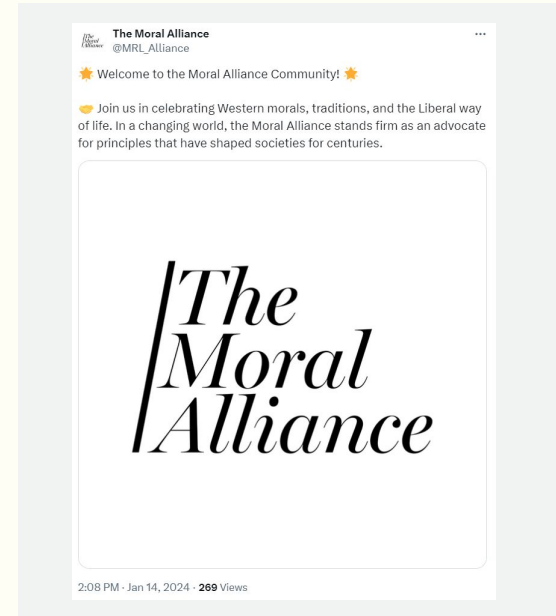 The Moral Alliance
@MRL_Alliance
🌟 Welcome to the Moral Alliance Community! 🌟
🤝 Join us in celebrating Western morals, traditions, and the Liberal way
of life. In a changing world, the Moral Alliance stands firm as an advocate
for principles that have shaped societies for centuries.
The
Moral
Alliance
2:08 PM · Jan 14, 2024 · 269 Views